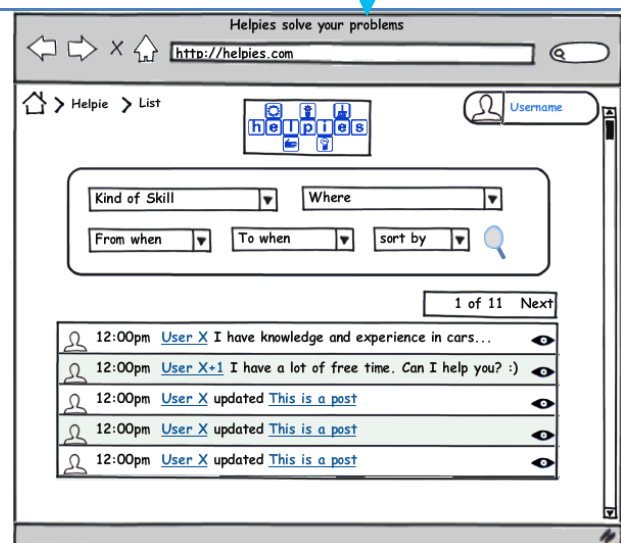 Helpies solve your problems
X http://helpies.com
Helpie List
Username
helpies
Kind of Skill Where
From when To when sort by
1 of 11 Next
12:00pm User X I have knowledge and experience in cars...
12:00pm User X+1 I have a lot of free time. Can I help you? :)
12:00pm User X updated This is a post
12:00pm User X updated This is a post
12:00pm User X updated This is a post